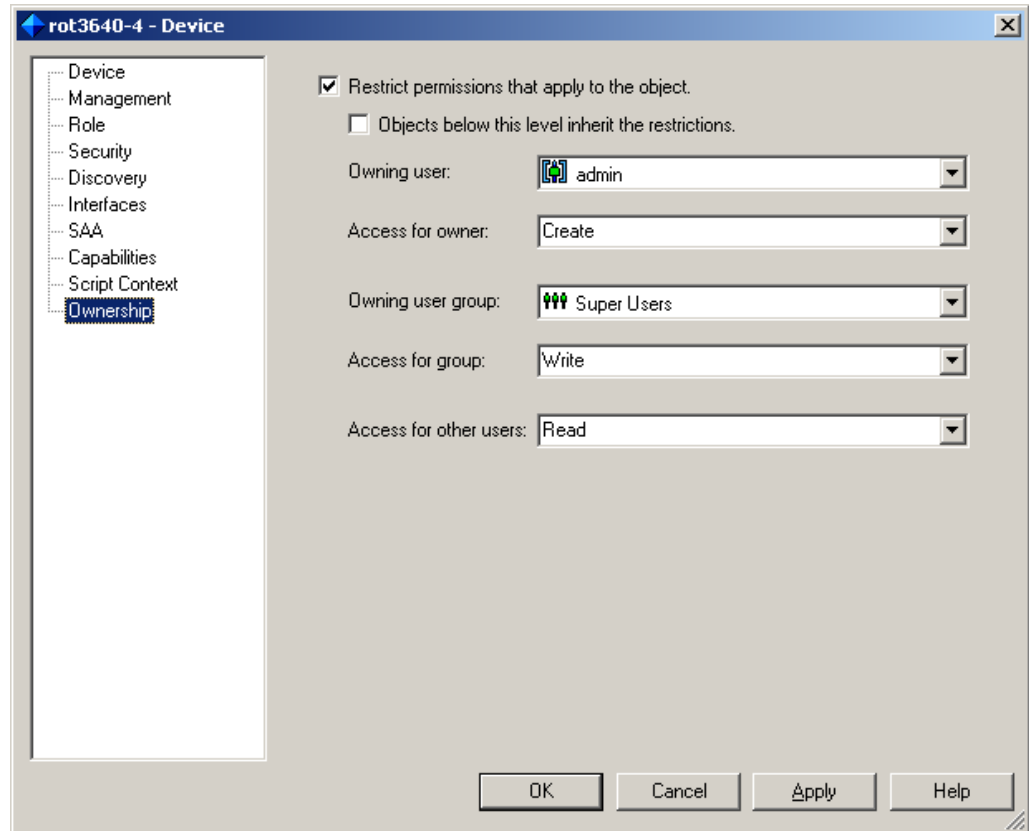 rot3640-4 - Device
Device
Management
Role
Security
Discovery
Interfaces
SAA
Capabilities
Script Context
Ownership
Restrict permissions that apply to the object.
Objects below this level inherit the restrictions.
Owning user: admin
Access for owner: Create
Owning user group: Super Users
Access for group: Write
Access for other users: Read
OK Cancel Apply Help